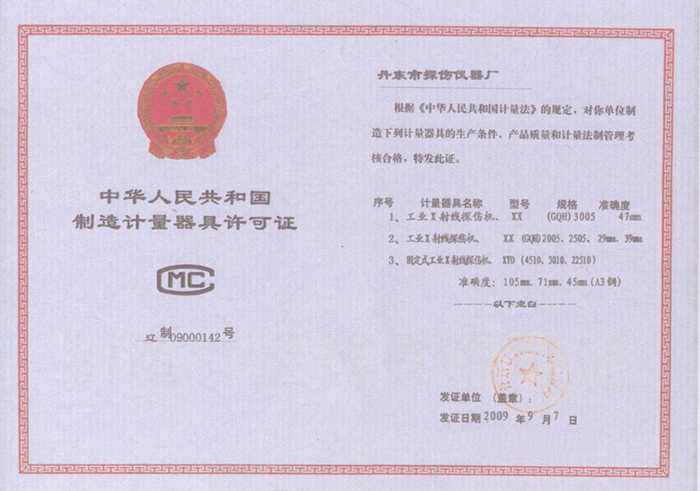 中华人民共和国
制造计量器具许可证
CMC
辽制09000142号
丹东市探伤仪器厂
根据《中华人民共和国计量法》的规定，对你单位制
造下列计量器具的生产条件、产品质量和计量法制管理考
核合格，特发此证。
序号 计量器具名称 型号 规格 准确度
1、工业X射线探伤机、 XX (GQH)3005 47mm
2、工业X射线探伤机、 XX (GQH)2005、2505、29mm、39mm
3、固定式工业X射线探伤机、 XYD (4510、3010、22510)
准确度：105mm、71mm、45mm(A3钢)
-----以下空白-----
发证单位（盖章）：
发证日期2009年9月7日